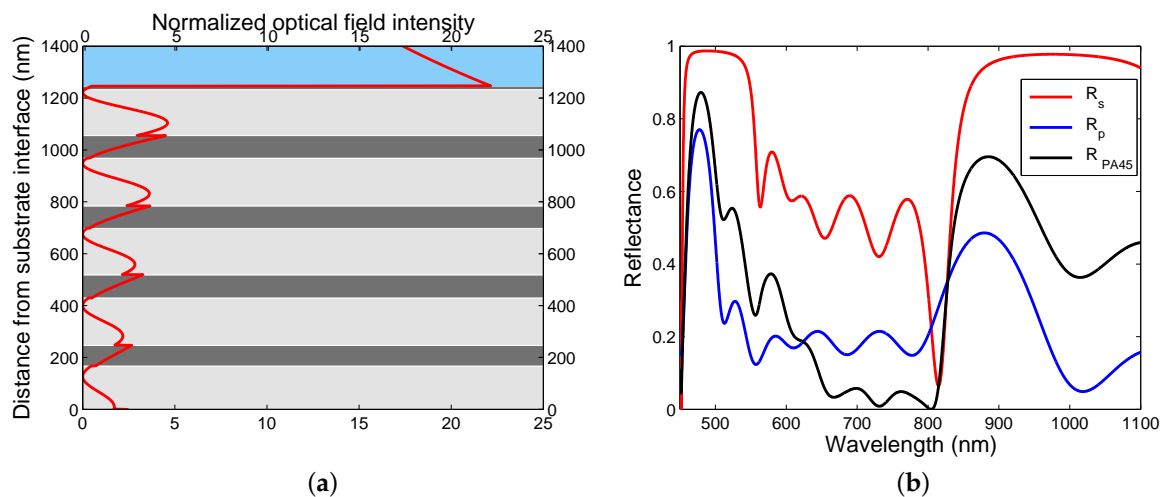 Normalized optical field intensity
0 5 10 15 20 25
1400 1400
1200 1200
1000 1000
800 800
600 600
400 400
200 200
0 0
0 5 10 15 20 25
Distance from substrate interface (nm)
(a)
1
0.8
0.6
0.4
0.2
0
500 600 700 800 900 1000 1100
Reflectance
Wavelength (nm)
R_s
R_p
R_PA45
(b)